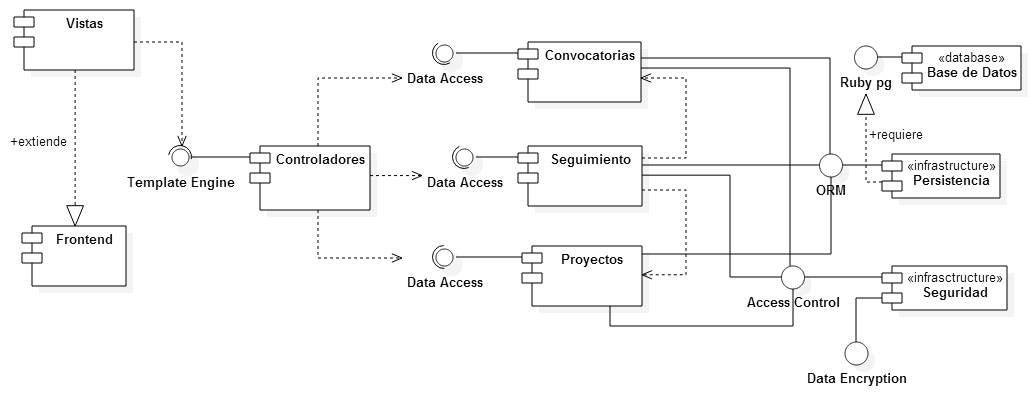 Vistas
Convocatorias
Data Access
«database»
Base de Datos
Ruby pg
+extiende
+requiere
Template Engine
Controladores
Seguimiento
Data Access
ORM
«infrastructure»
Persistencia
Frontend
Proyectos
Data Access
Access Control
«infrasctructure»
Seguridad
Data Encryption